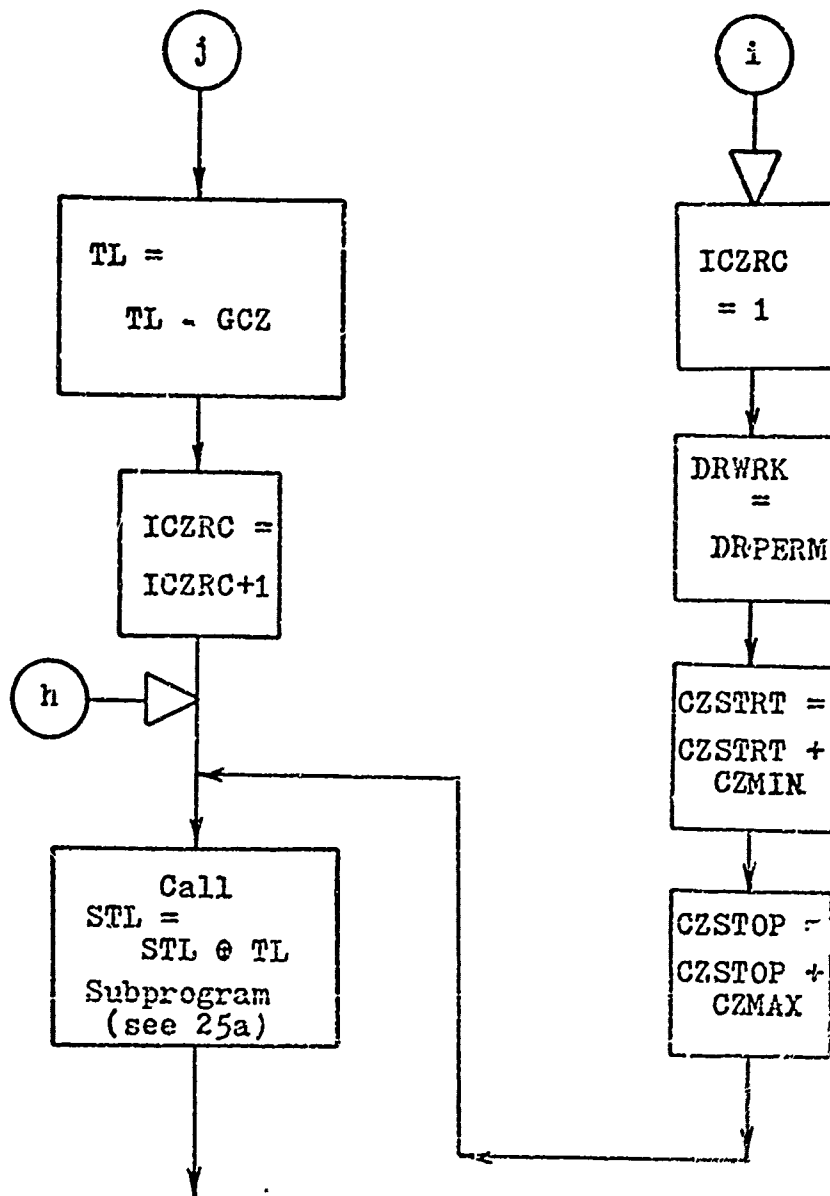 j
TL =
TL - GCZ
ICZRC =
ICZRC+1
h
Call
STL =
STL ⊕ TL
Subprogram
(see 25a)
i
ICZRC
= 1
DRWRK
=
DRPERM
CZSTRT =
CZSTRT +
CZMIN
CZSTOP =
CZSTOP +
CZMAX